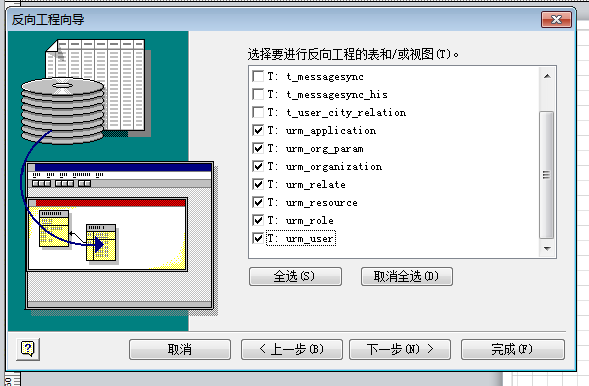 反向工程向导
选择要进行反向工程的表和/或视图(T)。
T: t_messagesync
T: t_messagesync_his
T: t_user_city_relation
T: urm_application
T: urm_org_param
T: urm_organization
T: urm_relate
T: urm_resource
T: urm_role
T: urm_user
全选(S) 取消全选(D)
取消 < 上一步(B) 下一步(N) > 完成(F)